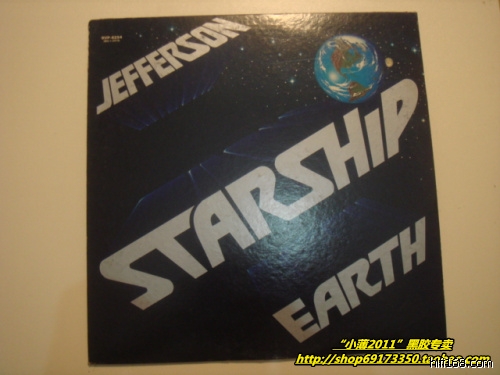 JEFFERSON
STARSHIP
EARTH
“小蒲2011”黑胶专卖
http://shop69173350.taobao.com